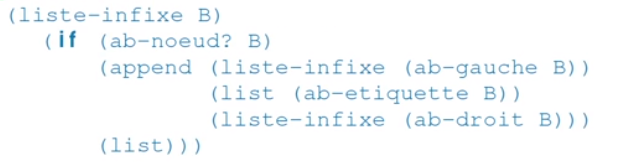 (liste-infixe B)
(if (ab-noeud? B)
(append (liste-infixe (ab-gauche B))
(list (ab-etiquette B))
(liste-infixe (ab-droit B)))
(list)))